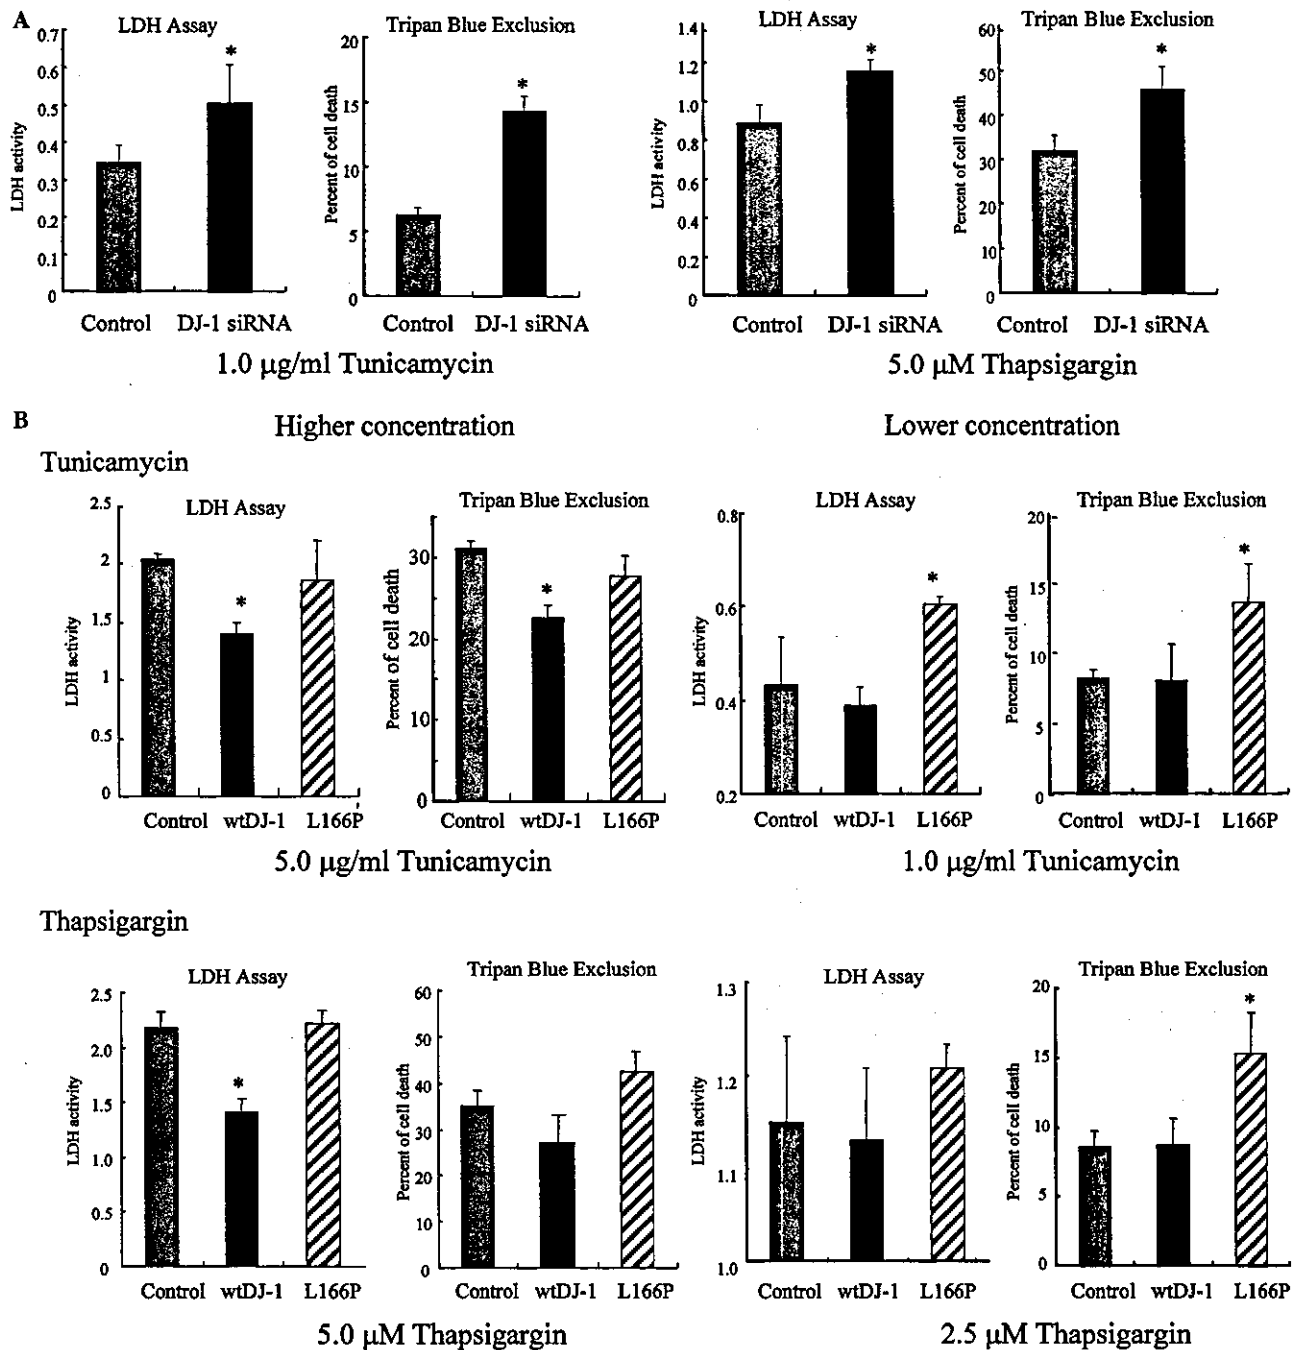 A
LDH Assay
LDH activity
0.7
0.6
0.5
0.4
0.3
0.2
0.1
0
*
Control DJ-1 siRNA
Tripan Blue Exclusion
Percent of cell death
20
15
10
5
0
*
Control DJ-1 siRNA
1.0 μg/ml Tunicamycin
LDH Assay
LDH activity
1.4
1.2
1.0
0.8
0.6
0.4
0.2
0
*
Control DJ-1 siRNA
Tripan Blue Exclusion
Percent of cell death
60
50
40
30
20
10
0
*
Control DJ-1 siRNA
5.0 μM Thapsigargin
B
Higher concentration
Lower concentration
Tunicamycin
LDH Assay
LDH activity
2.5
2
1.5
1
0.5
0
*
Control wtDJ-1 L166P
Tripan Blue Exclusion
Percent of cell death
30
20
10
0
*
Control wtDJ-1 L166P
5.0 μg/ml Tunicamycin
LDH Assay
LDH activity
0.8
0.6
0.4
0.2
*
Control wtDJ-1 L166P
Tripan Blue Exclusion
Percent of cell death
20
15
10
5
0
*
Control wtDJ-1 L166P
1.0 μg/ml Tunicamycin
Thapsigargin
LDH Assay
LDH activity
2.5
2.0
1.5
1.0
0.5
0
*
Control wtDJ-1 L166P
Tripan Blue Exclusion
Percent of cell death
60
50
40
30
20
10
0
Control wtDJ-1 L166P
5.0 μM Thapsigargin
LDH Assay
LDH activity
1.3
1.2
1.1
1.0
Control wtDJ-1 L166P
Tripan Blue Exclusion
Percent of cell death
20
15
10
5
0
*
Control wtDJ-1 L166P
2.5 μM Thapsigargin